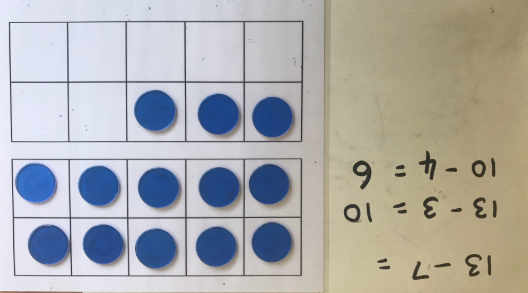 13 - 7 =
13 - 3 = 10
10 - 4 = 6